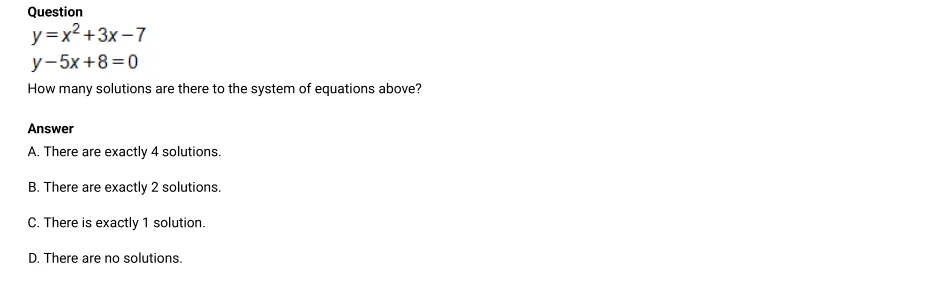 Question
y=x²+3x-7
y-5x+8=0
How many solutions are there to the system of equations above?
Answer
A. There are exactly 4 solutions.
B. There are exactly 2 solutions.
C. There is exactly 1 solution.
D. There are no solutions.